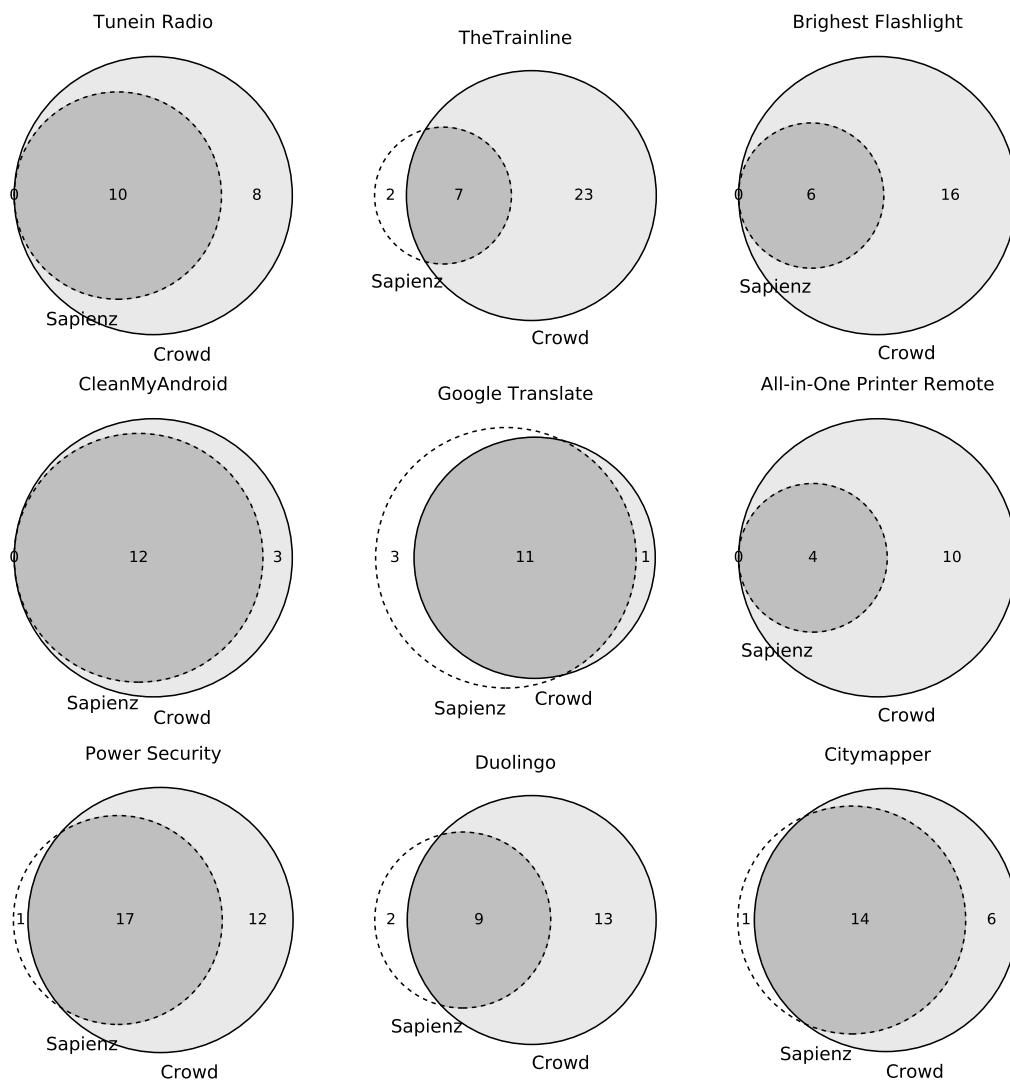 Tunein Radio
0 10 8
Sapienz
Crowd
TheTrainline
2 7 23
Sapienz
Crowd
Brighest Flashlight
0 6 16
Sapienz
Crowd
CleanMyAndroid
0 12 3
Sapienz
Crowd
Google Translate
3 11 1
Sapienz
Crowd
All-in-One Printer Remote
0 4 10
Sapienz
Crowd
Power Security
1 17 12
Sapienz
Crowd
Duolingo
2 9 13
Sapienz
Crowd
Citymapper
1 14 6
Sapienz
Crowd